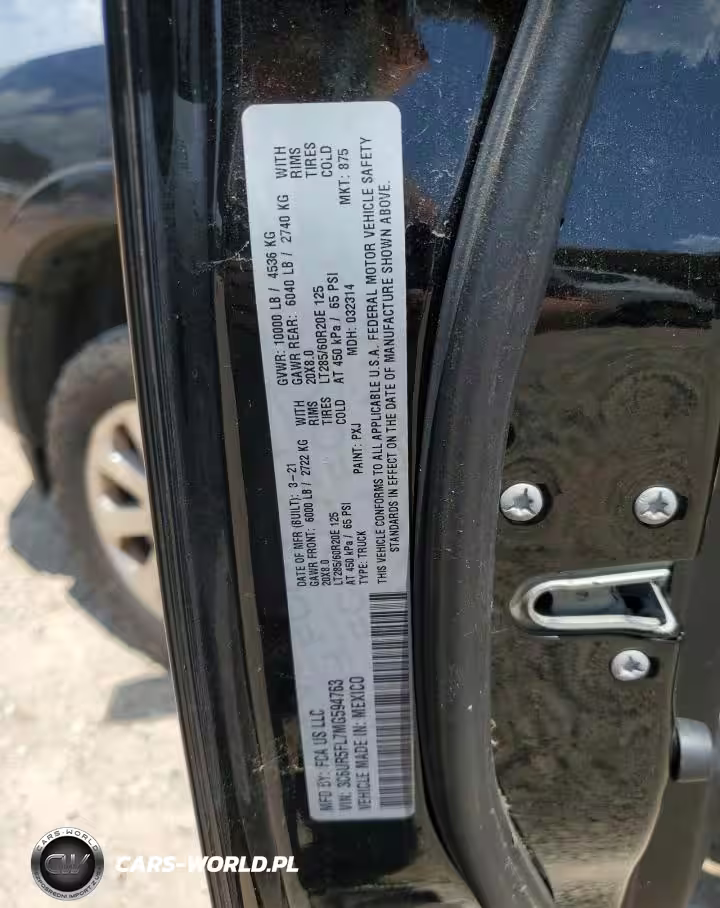 MFD BY: FCA US LLC
DATE OF MFR (BUILT): 3-21
GVWR: 10000 LB / 4536 KG
GAWR FRONT: 6000 LB / 2722 KG WITH
GAWR REAR: 6040 LB / 2740 KG WITH
20X8.0 RIMS
20X8.0 RIMS
LT285/60R20E 125 TIRES
LT285/60R20E 125 TIRES
AT 450 kPa / 65 PSI COLD
AT 450 kPa / 65 PSI COLD
TYPE: TRUCK PAINT: PXJ MDH: 032314 MKT: 875
VIN: 3C6UR5FL7MG594763
VEHICLE MADE IN: MEXICO
THIS VEHICLE CONFORMS TO ALL APPLICABLE U.S.A. FEDERAL MOTOR VEHICLE SAFETY
STANDARDS IN EFFECT ON THE DATE OF MANUFACTURE SHOWN ABOVE.
CARS-WORLD
CW
CARS-WORLD.PL